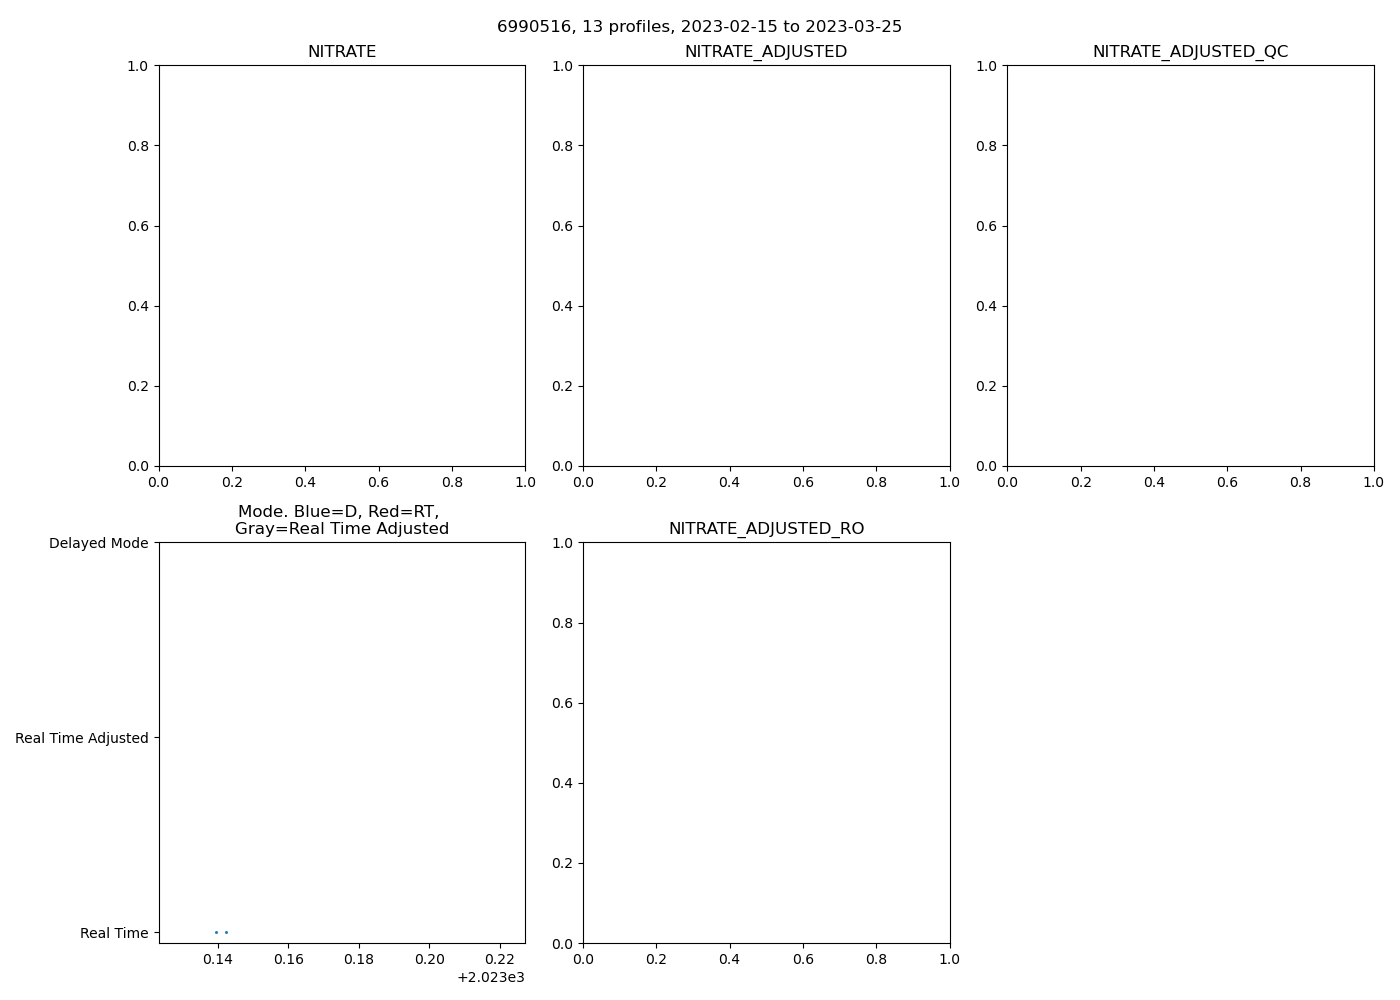 6990516, 13 profiles, 2023-02-15 to 2023-03-25
NITRATE
1.0
0.8
0.6
0.4
0.2
0.0
0.0 0.2 0.4 0.6 0.8 1.0
NITRATE_ADJUSTED
1.0
0.8
0.6
0.4
0.2
0.0
0.0 0.2 0.4 0.6 0.8 1.0
NITRATE_ADJUSTED_QC
1.0
0.8
0.6
0.4
0.2
0.0
0.0 0.2 0.4 0.6 0.8 1.0
Mode. Blue=D, Red=RT,
Gray=Real Time Adjusted
Delayed Mode
Real Time Adjusted
Real Time
0.14 0.16 0.18 0.20 0.22
+2.023e3
NITRATE_ADJUSTED_RO
1.0
0.8
0.6
0.4
0.2
0.0
0.0 0.2 0.4 0.6 0.8 1.0